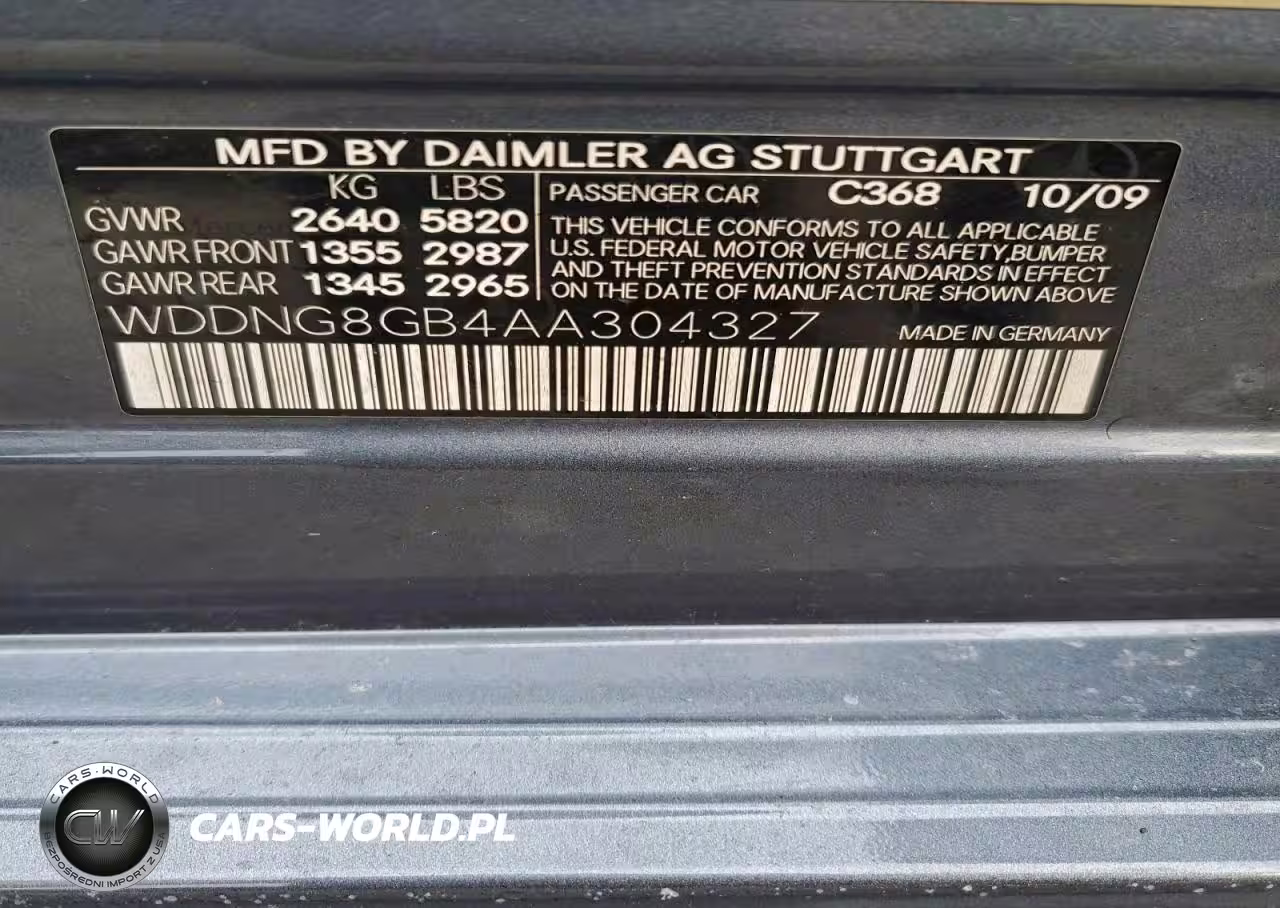 MFD BY DAIMLER AG STUTTGART
KG LBS
GVWR 2640 5820
GAWR FRONT 1355 2987
GAWR REAR 1345 2965
PASSENGER CAR C368 10/09
THIS VEHICLE CONFORMS TO ALL APPLICABLE
U.S. FEDERAL MOTOR VEHICLE SAFETY,BUMPER
AND THEFT PREVENTION STANDARDS IN EFFECT
ON THE DATE OF MANUFACTURE SHOWN ABOVE
WDDNG8GB4AA304327 MADE IN GERMANY
CARS-WORLD
CW
BEZPOŚREDNI IMPORT Z USA
CARS-WORLD.PL